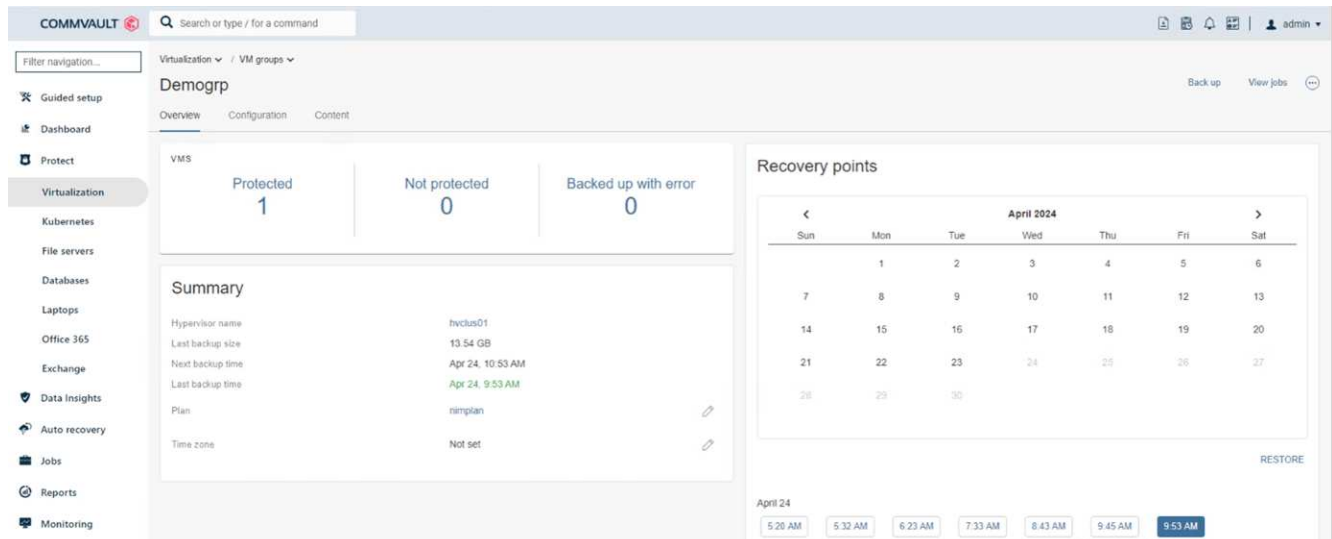 COMMVAULT
Search or type / for a command
admin
Filter navigation...
Guided setup
Dashboard
Protect
Virtualization
Kubernetes
File servers
Databases
Laptops
Office 365
Exchange
Data Insights
Auto recovery
Jobs
Reports
Monitoring
Virtualization / VM groups
Demogrp
Back up View jobs
Overview Configuration Content
VMS
Protected Not protected Backed up with error
1 0 0
Summary
Hypervisor name hvclus01
Last backup size 13.54 GB
Next backup time Apr 24, 10:53 AM
Last backup time Apr 24, 9:53 AM
Plan nimplan
Time zone Not set
Recovery points
April 2024
Sun Mon Tue Wed Thu Fri Sat
1 2 3 4 5 6
7 8 9 10 11 12 13
14 15 16 17 18 19 20
21 22 23 24 25 26 27
28 29 30
RESTORE
April 24
5:20 AM 5:32 AM 6:23 AM 7:33 AM 8:43 AM 9:45 AM 9:53 AM